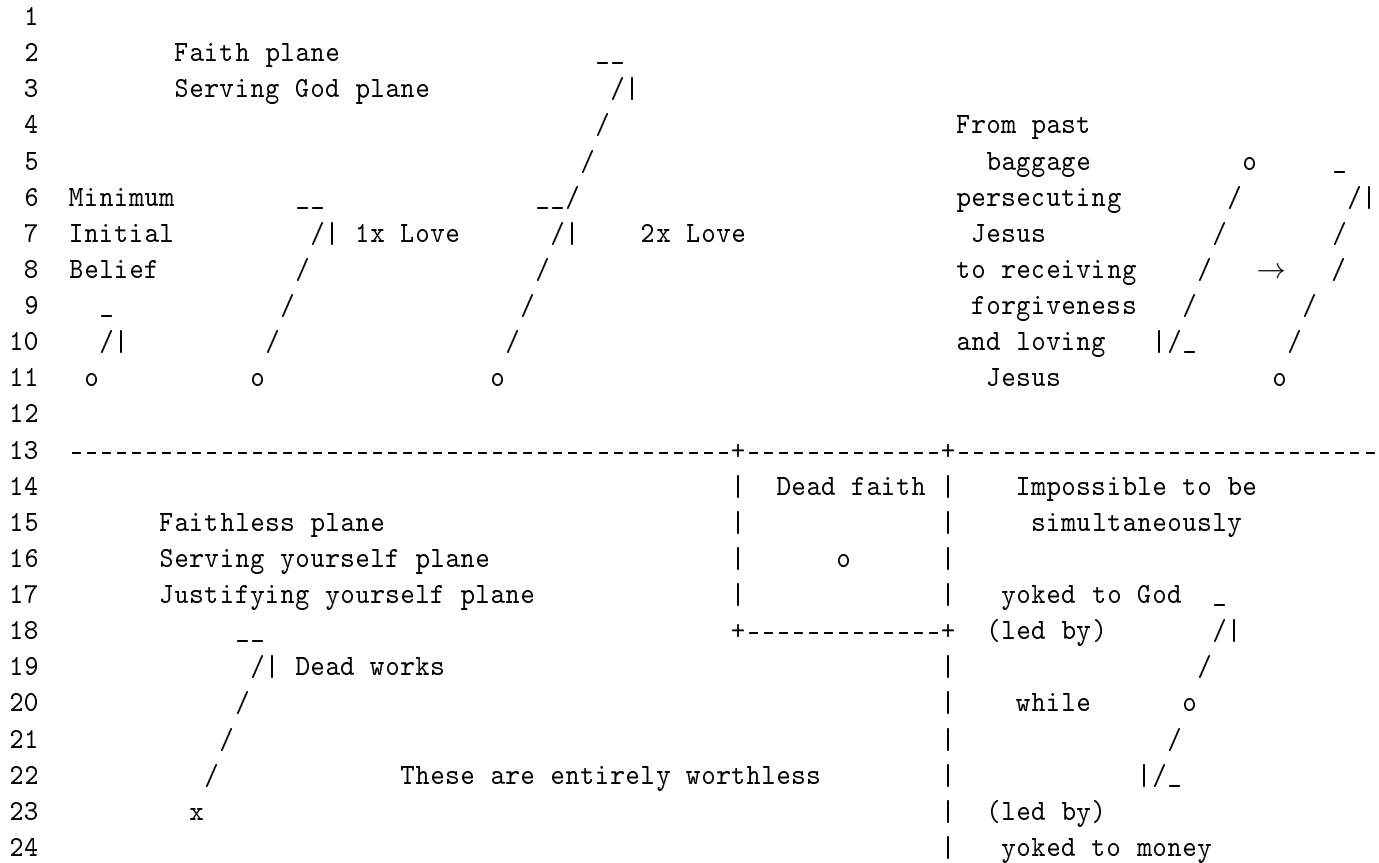 1
2         Faith plane                 __
3         Serving God plane            /|
4                                     /                       From past
5                                    /                          baggage          o     _
6  Minimum        __              __/                         persecuting       /       /|
7  Initial         /| 1x Love      /|    2x Love               Jesus           /       /
8  Belief         /               /                           to receiving    /   →   /
9    _           /               /                             forgiveness   /       /
10   /|         /               /                             and loving   |/_      /
11  o          o               o                                Jesus              o
12
13 --------------------------------------------+-------------+----------------------------
14                                             |  Dead faith |    Impossible to be
15       Faithless plane                       |             |     simultaneously
16       Serving yourself plane                |      o      |
17       Justifying yourself plane             |             |   yoked to God  _
18            __                               +-------------+  (led by)       /|
19             /| Dead works                                 |                /
20            /                                              |    while      o
21           /                                               |              /
22          /            These are entirely worthless        |            |/_
23         x                                                 |  (led by)
24                                                           |   yoked to money